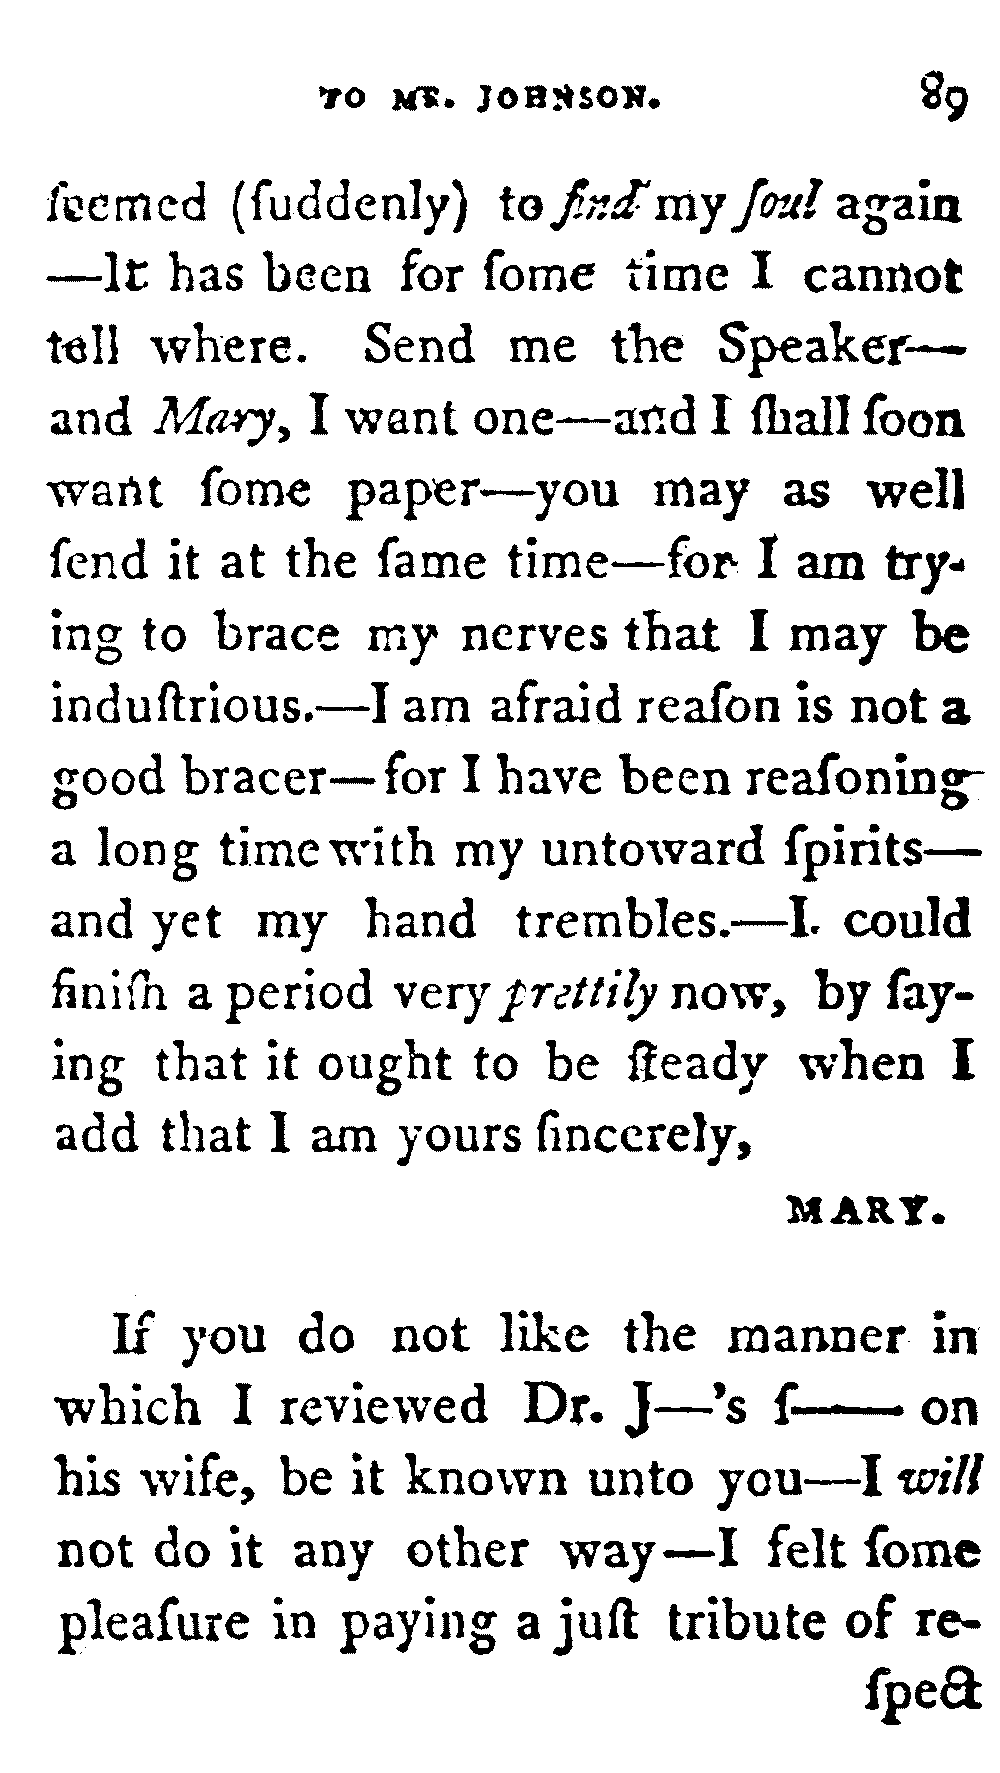 TO MR. JOHNSON. 89
ſeemed (ſuddenly) to find my ſoul again
—It has been for ſome time I cannot
tell where. Send me the Speaker—
and Mary, I want one—and I ſhall ſoon
want ſome paper—you may as well
ſend it at the ſame time—for I am try-
ing to brace my nerves that I may be
induſtrious.—I am afraid reaſon is not a
good bracer—for I have been reaſoning
a long time with my untoward ſpirits—
and yet my hand trembles.—I could
finiſh a period very prettily now, by ſay-
ing that it ought to be ſteady when I
add that I am yours ſincerely,
MARY.
If you do not like the manner in
which I reviewed Dr. J—'s ſ—— on
his wife, be it known unto you—I will
not do it any other way—I felt ſome
pleaſure in paying a juſt tribute of re-
ſpect